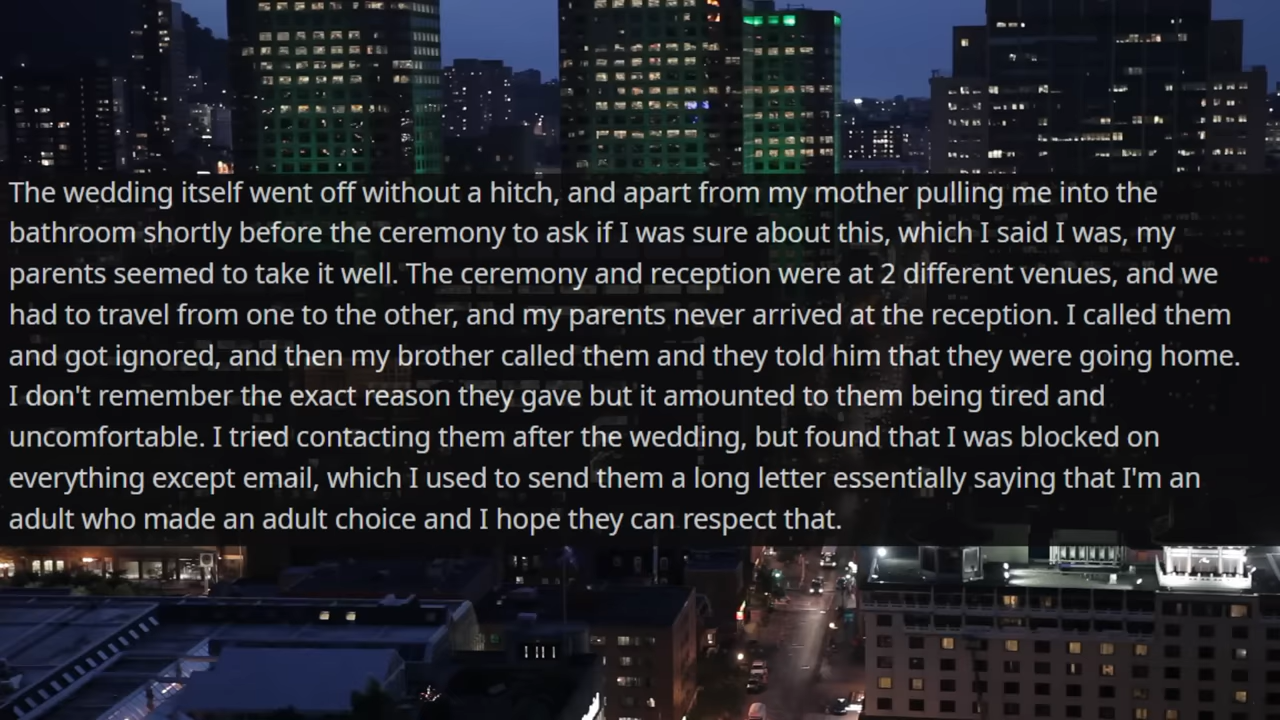 The wedding itself went off without a hitch, and apart from my mother pulling me into the
bathroom shortly before the ceremony to ask if I was sure about this, which I said I was, my
parents seemed to take it well. The ceremony and reception were at 2 different venues, and we
had to travel from one to the other, and my parents never arrived at the reception. I called them
and got ignored, and then my brother called them and they told him that they were going home.
I don't remember the exact reason they gave but it amounted to them being tired and
uncomfortable. I tried contacting them after the wedding, but found that I was blocked on
everything except email, which I used to send them a long letter essentially saying that I'm an
adult who made an adult choice and I hope they can respect that.